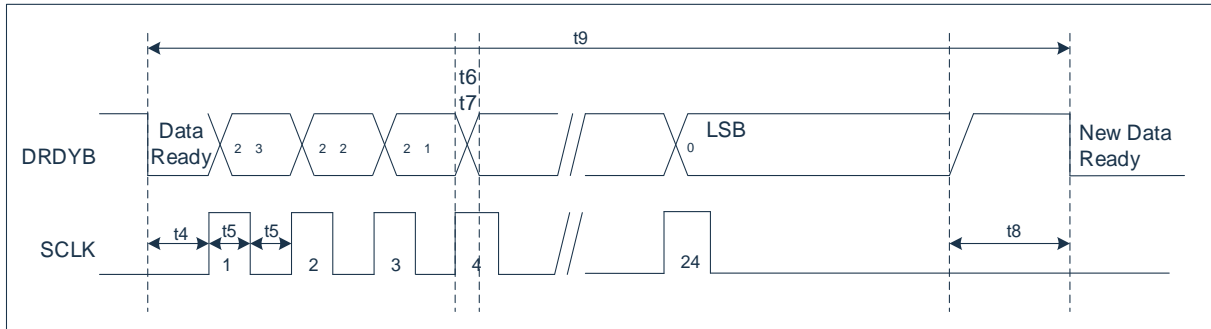 t9
t6
t7
DRDYB
Data
Ready
2 3
2 2
2 1
0
LSB
New Data
Ready
SCLK
t4
t5
t5
t8
1
2
3
4
24